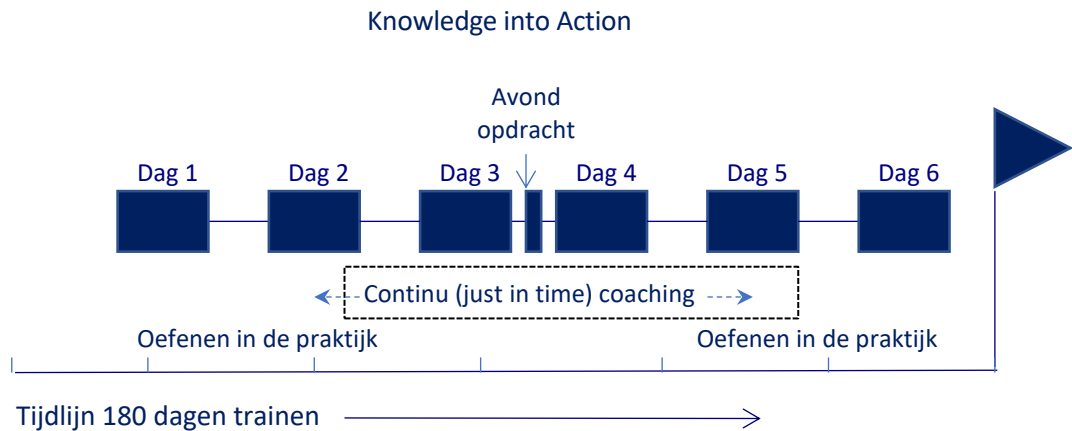 Knowledge into Action
Avond
opdracht
Dag 1
Dag 2
Dag 3
Dag 4
Dag 5
Dag 6
Continu (just in time) coaching
Oefenen in de praktijk
Oefenen in de praktijk
Tijdlijn 180 dagen trainen